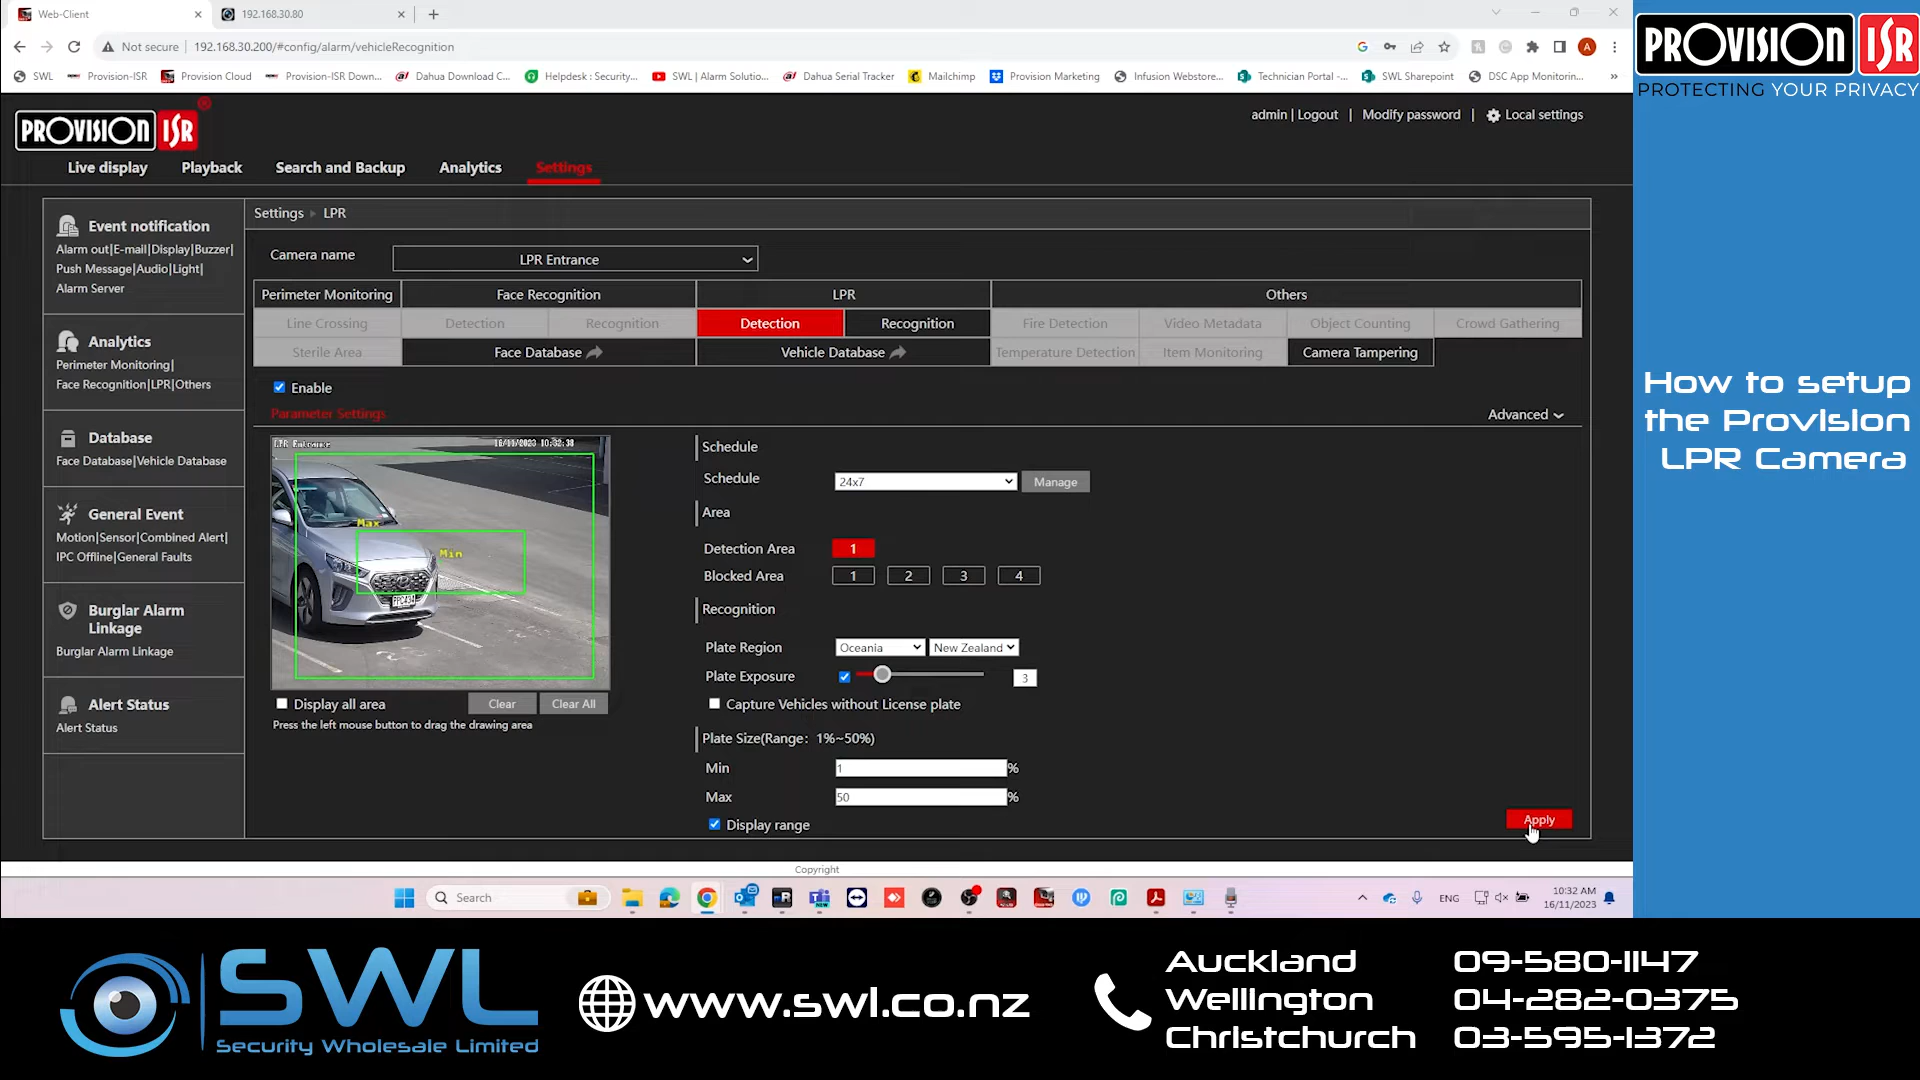 Web-Client
192.168.30.80
Not secure
192.168.30.200/#config/alarm/vehicleRecognition
SWL
Provision-ISR
Provision Cloud
Provision-ISR Down...
Dahua Download C...
Helpdesk : Security...
SWL | Alarm Solutio...
Dahua Serial Tracker
Mailchimp
Provision Marketing
Infusion Webstore...
Technician Portal -...
SWL Sharepoint
DSC App Monitorin...
»
PROVISION ISR
admin | Logout | Modify password | Local settings
Live display
Playback
Search and Backup
Analytics
Settings
Event notification
Alarm out|E-mail|Display|Buzzer|
Push Message|Audio|Light|
Alarm Server
Analytics
Perimeter Monitoring|
Face Recognition|LPR|Others
Database
Face Database|Vehicle Database
General Event
Motion|Sensor|Combined Alert|
IPC Offline|General Faults
Burglar Alarm
Linkage
Burglar Alarm Linkage
Alert Status
Alert Status
Settings
LPR
Camera name
LPR Entrance
Perimeter Monitoring
Face Recognition
LPR
Others
Line Crossing
Detection
Recognition
Detection
Recognition
Fire Detection
Video Metadata
Object Counting
Crowd Gathering
Sterile Area
Face Database
Vehicle Database
Temperature Detection
Item Monitoring
Camera Tampering
Enable
Parameter Settings
Advanced
LPR Entrance
16/11/2023 10:32:38
Max
Min
Display all area
Clear
Clear All
Press the left mouse button to drag the drawing area
Schedule
Schedule
24x7
Manage
Area
Detection Area
1
Blocked Area
1
2
3
4
Recognition
Plate Region
Oceania
New Zealand
Plate Exposure
3
Capture Vehicles without License plate
Plate Size(Range: 1%~50%)
Min
1
%
Max
50
%
Display range
Apply
Copyright
Search
ENG
10:32 AM
16/11/2023
PROVISION ISR
PROTECTING YOUR PRIVACY
How to setup
the Provision
LPR Camera
SWL
Security Wholesale Limited
www.swl.co.nz
Auckland 09-580-1147
Wellington 04-282-0375
Christchurch 03-595-1372